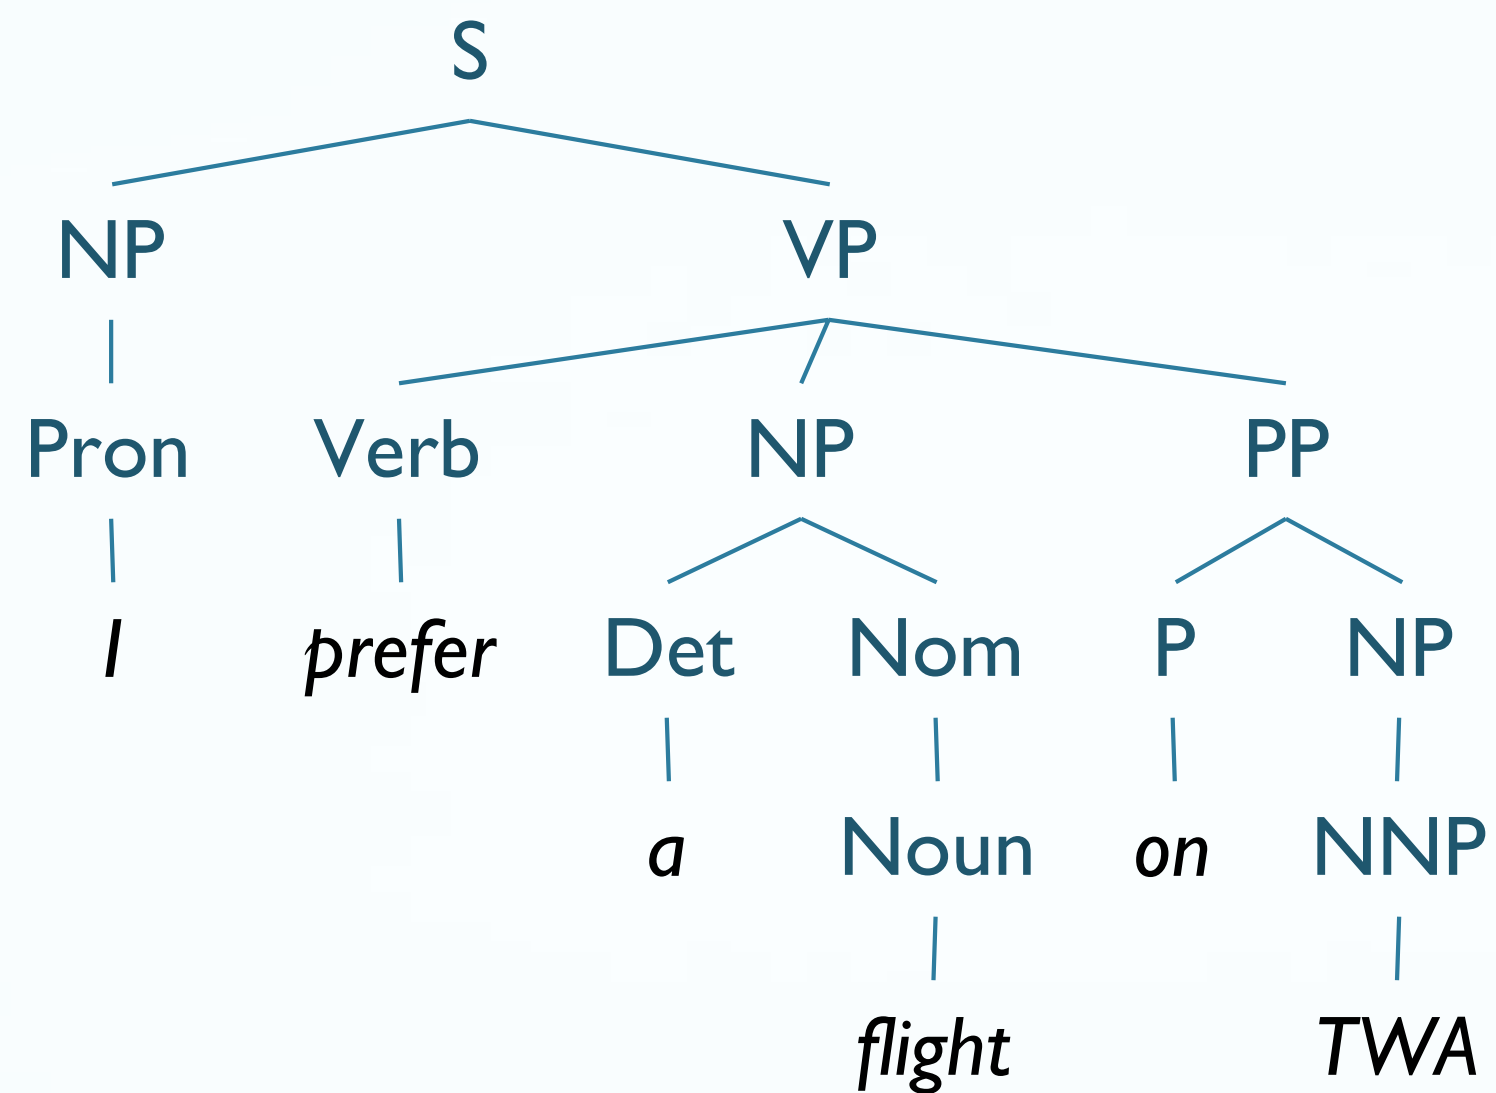 S
NP VP
Pron Verb NP PP
I prefer Det Nom P NP
a Noun on NNP
flight TWA